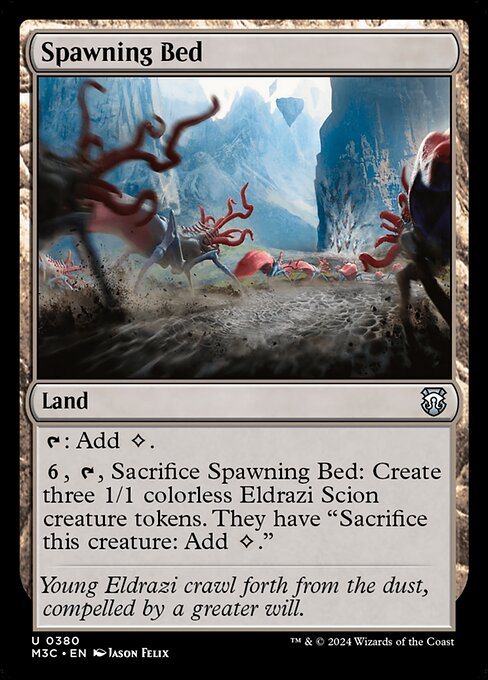 Spawning Bed
Land
: Add ◇.
6, , Sacrifice Spawning Bed: Create
three 1/1 colorless Eldrazi Scion
creature tokens. They have “Sacrifice
this creature: Add ◇.”
Young Eldrazi crawl forth from the dust,
compelled by a greater will.
U 0380
M3C • EN Jason Felix
™ & © 2024 Wizards of the Coast